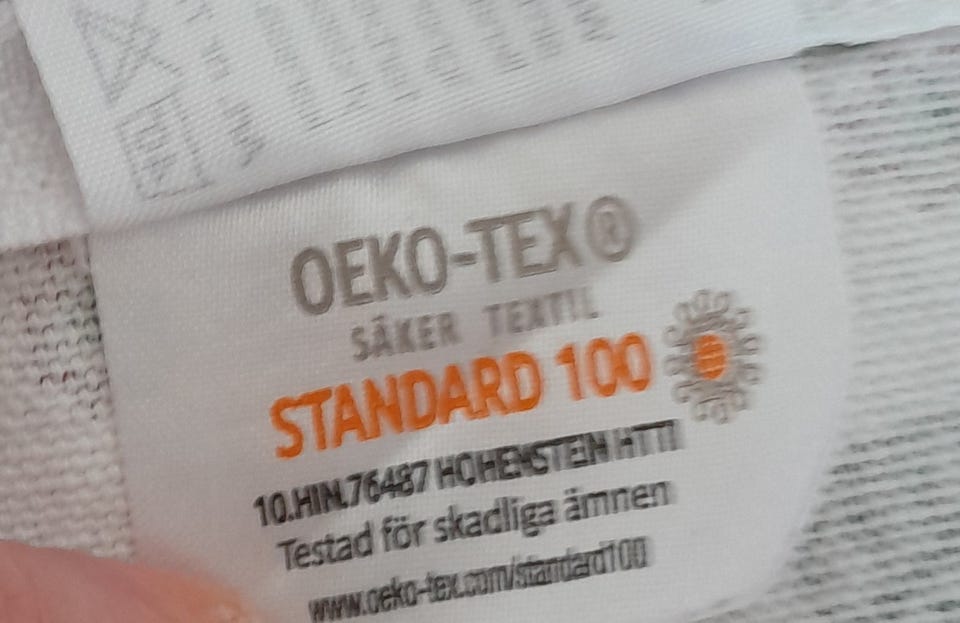 OEKO-TEX®
SÄKER TEXTIL
STANDARD 100
10.HIN.76487 HOHENSTEIN HTTI
Testad för skadliga ämnen
www.oeko-tex.com/standard100